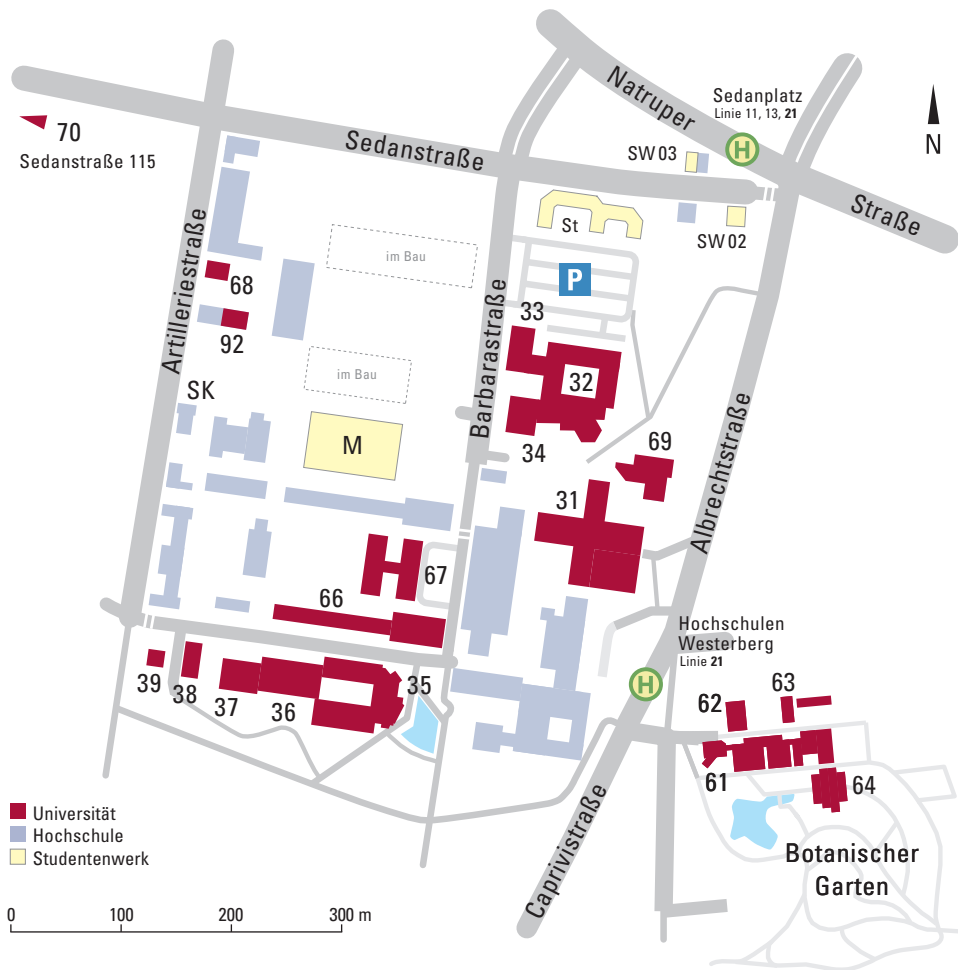 Natruper
Straße
Sedanplatz
Linie 11, 13, 21
H
N
70
Sedanstraße 115
Sedanstraße
SW 03
SW 02
St
P
Artilleriestraße
Barbarastraße
Albrechtstraße
im Bau
68
92
33
im Bau
32
SK
M
34
69
31
67
66
Hochschulen
Westerberg
Linie 21
H
39
38
37
36
35
62
63
61
64
Caprivistraße
Botanischer
Garten
Universität
Hochschule
Studentenwerk
0 100 200 300 m